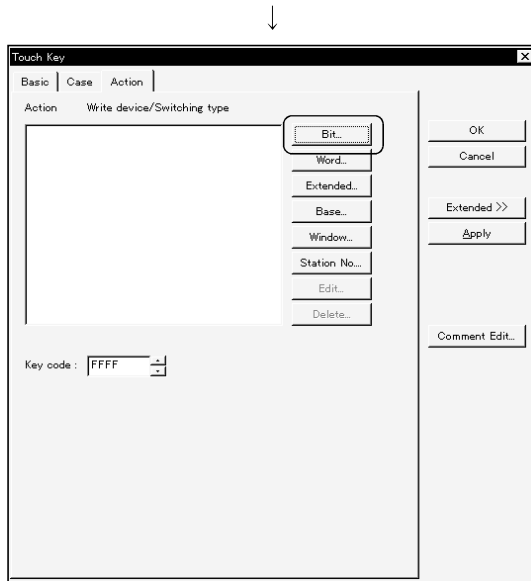 ↓
Touch Key
Basic Case Action
Action Write device/Switching type
Bit...
Word...
Extended...
Base...
Window...
Station No....
Edit...
Delete...
OK
Cancel
Extended >>
Apply
Comment Edit...
Key code : FFFF